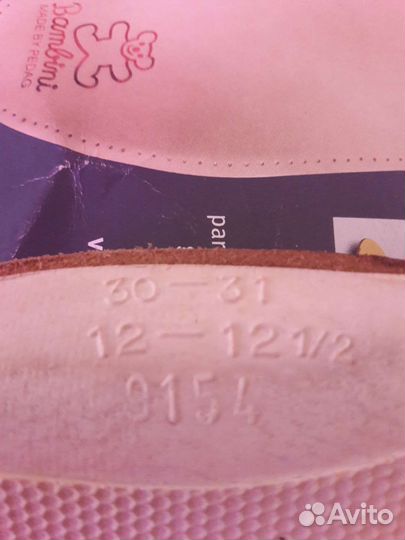 Bambini
MADE BY PEDAG
par
v
30-31
12-12 1/2
9154
Avito